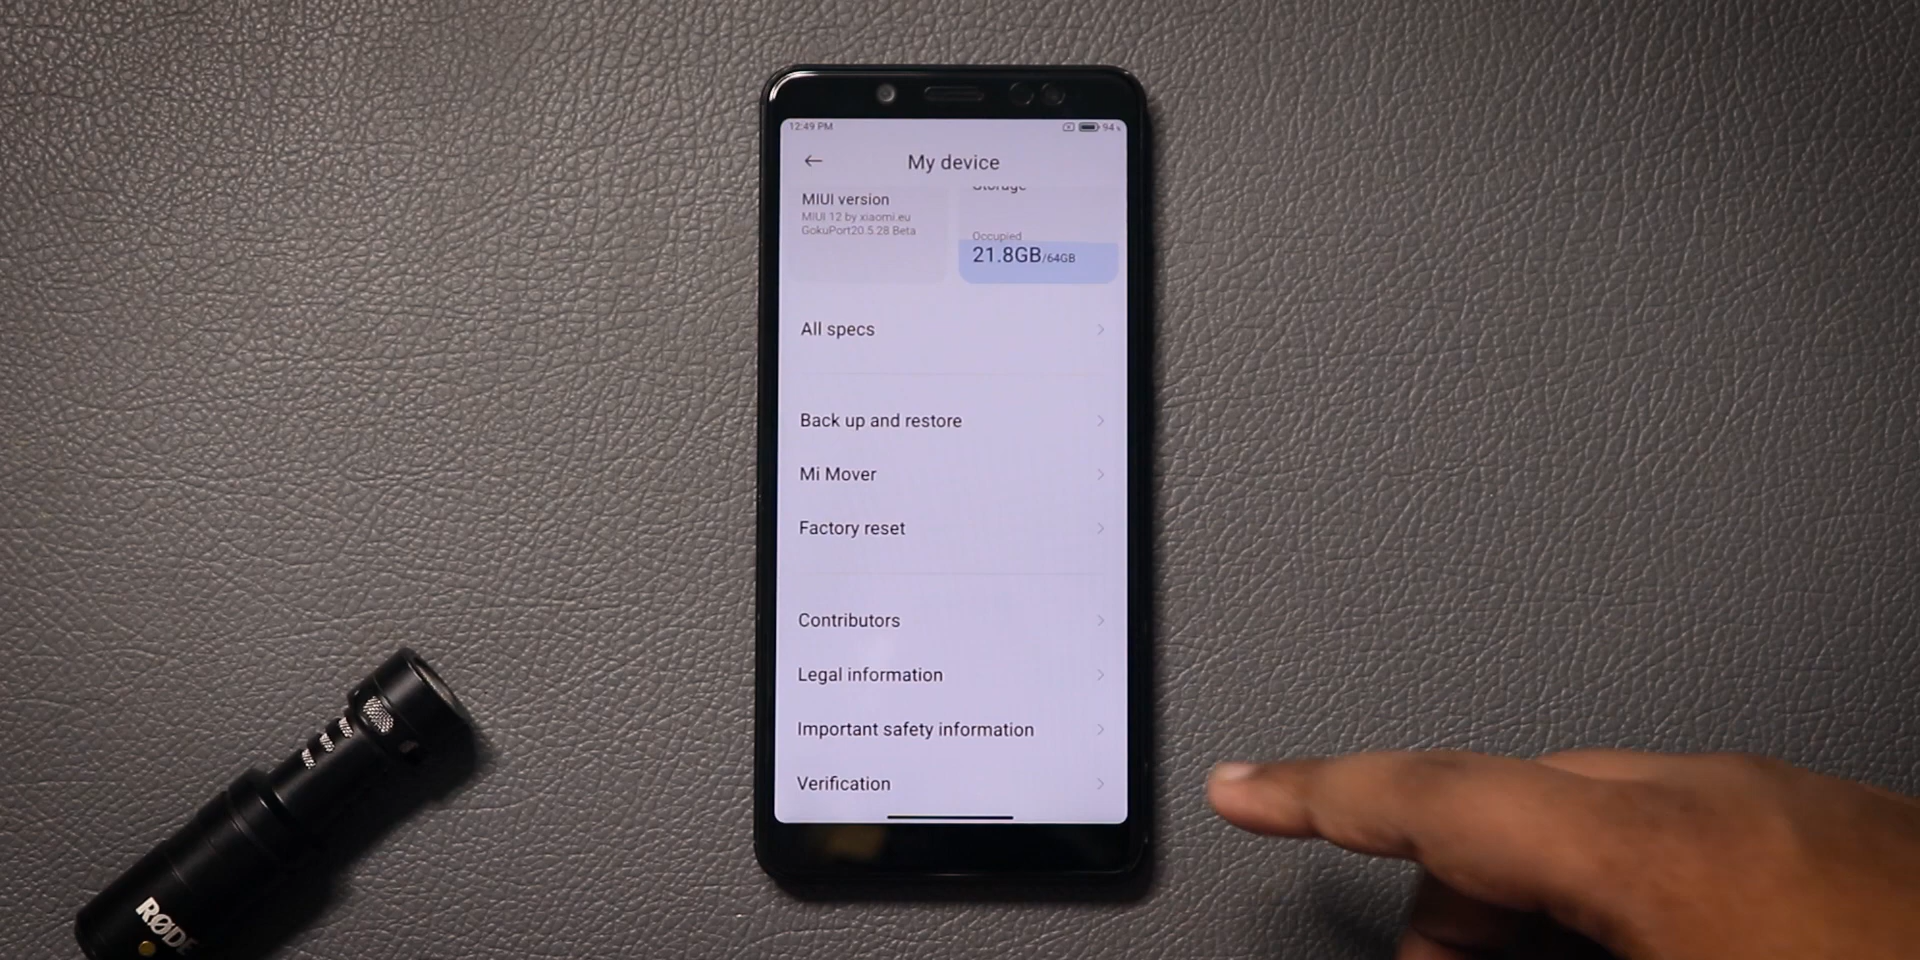 12:49 PM
94%
My device
MIUI version
MIUI 12 by xiaomi.eu
GokuPort20.5.28 Beta
Storage
Occupied
21.8GB/64GB
All specs
Back up and restore
Mi Mover
Factory reset
Contributors
Legal information
Important safety information
Verification
RØDE